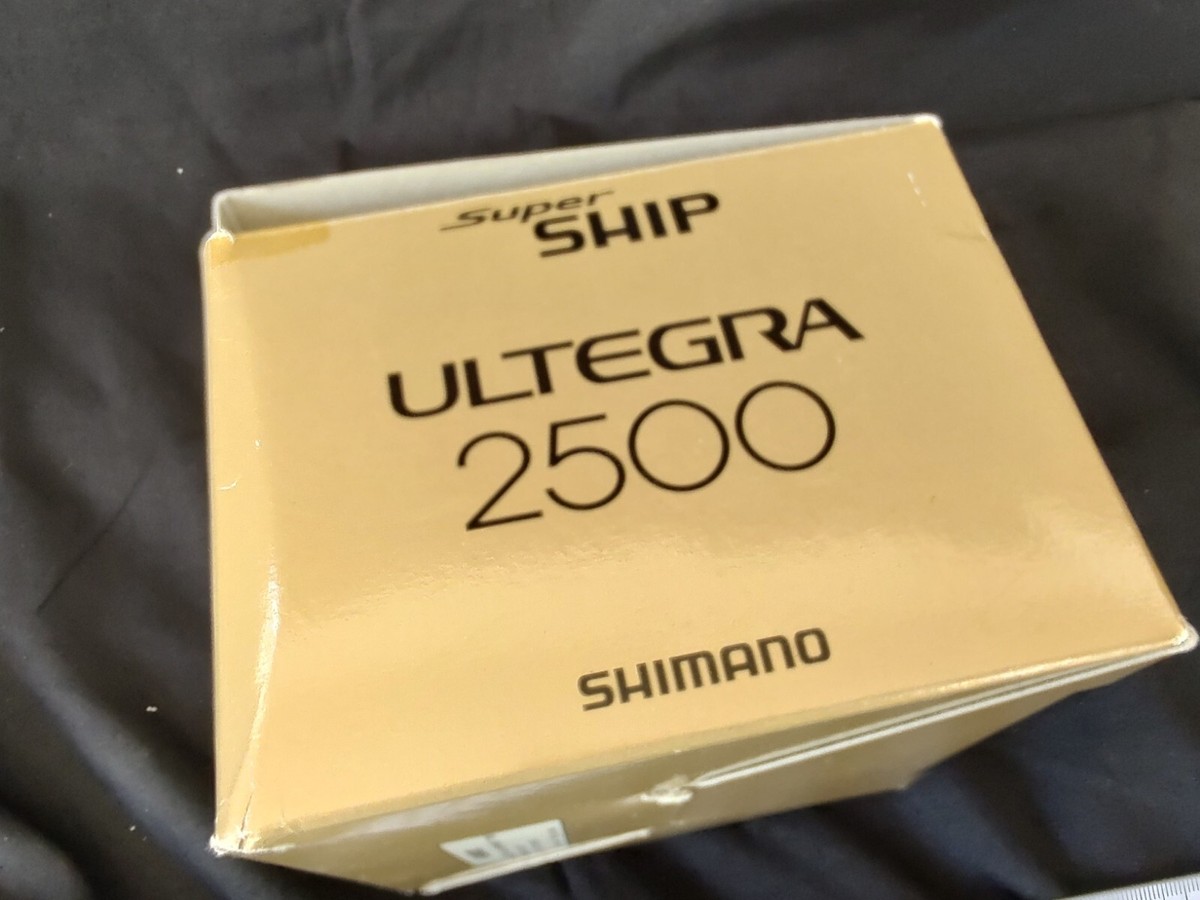 Super
SHIP
ULTEGRA
2500
SHIMANO